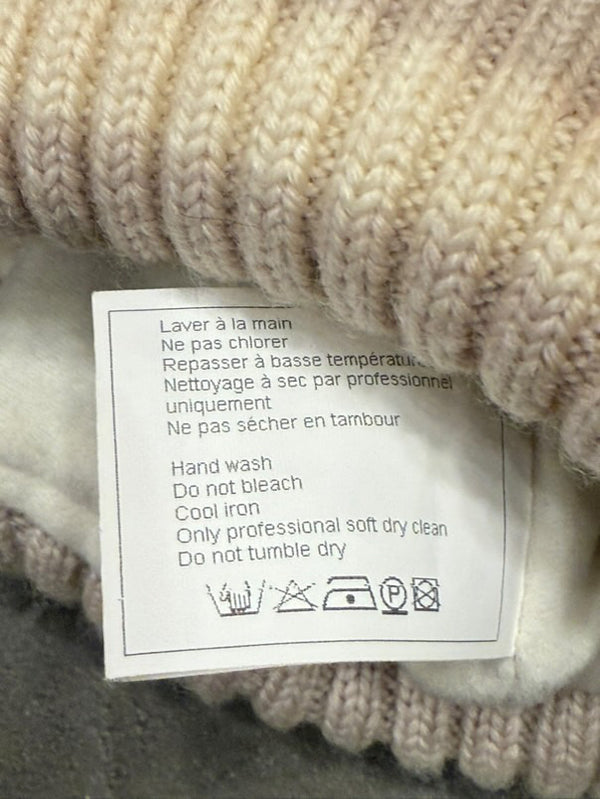 Laver à la main
Ne pas chlorer
Repasser à basse température
Nettoyage à sec par professionnel
uniquement
Ne pas sécher en tambour
Hand wash
Do not bleach
Cool iron
Only professional soft dry clean
Do not tumble dry
P